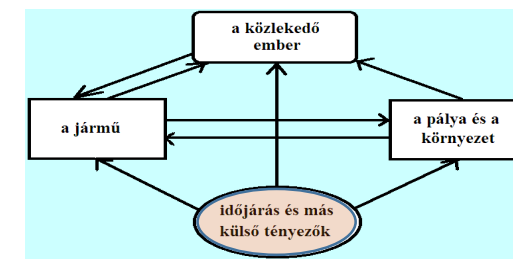 a közlekedő
ember
a jármű
a pálya és a
környezet
időjárás és más
külső tényezők